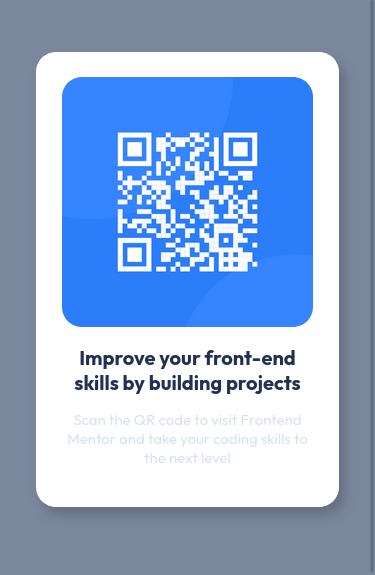 Improve your front-end
skills by building projects
Scan the QR code to visit Frontend
Mentor and take your coding skills to
the next level